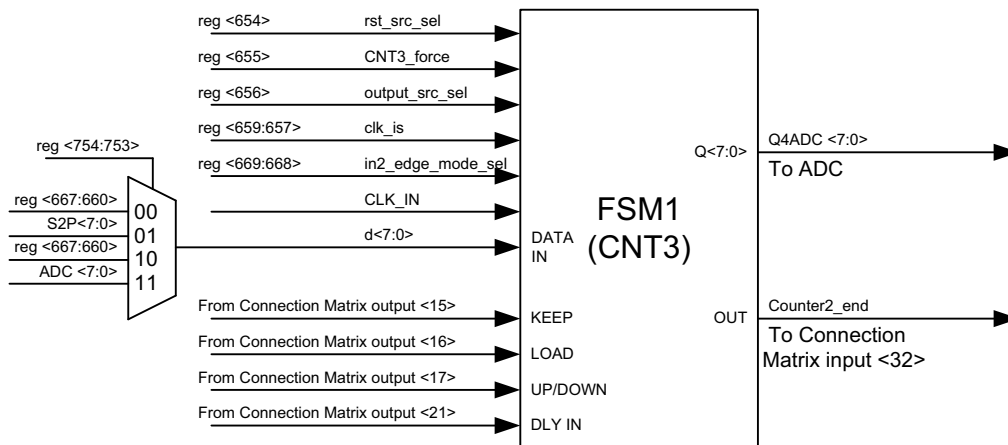 reg <654> rst_src_sel
reg <655> CNT3_force
reg <656> output_src_sel
reg <659:657> clk_is
reg <669:668> in2_edge_mode_sel
CLK_IN
d<7:0>
reg <754:753>
reg <667:660> 00
S2P<7:0> 01
reg <667:660> 10
ADC <7:0> 11
From Connection Matrix output <15>
From Connection Matrix output <16>
From Connection Matrix output <17>
From Connection Matrix output <21>
DATA
IN
KEEP
LOAD
UP/DOWN
DLY IN
FSM1
(CNT3)
Q<7:0>
OUT
Q4ADC <7:0>
To ADC
Counter2_end
To Connection
Matrix input <32>